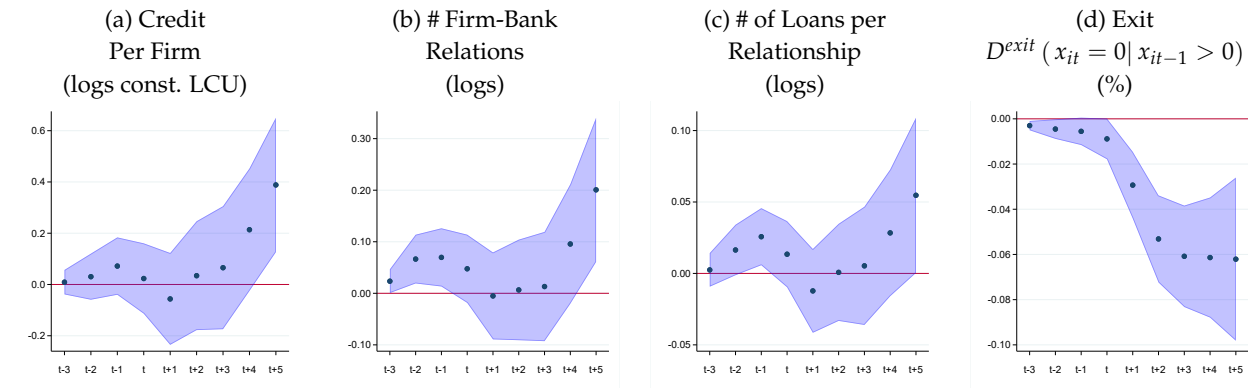 (a) Credit
Per Firm
(logs const. LCU)
0.6
0.4
0.2
0.0
-0.2
t-3 t-2 t-1 t t+1 t+2 t+3 t+4 t+5
(b) # Firm-Bank
Relations
(logs)
0.30
0.20
0.10
0.00
-0.10
t-3 t-2 t-1 t t+1 t+2 t+3 t+4 t+5
(c) # of Loans per
Relationship
(logs)
0.10
0.05
0.00
-0.05
t-3 t-2 t-1 t t+1 t+2 t+3 t+4 t+5
(d) Exit
D^{exit} (x_{it} = 0| x_{it−1} > 0)
(%)
0.00
-0.02
-0.04
-0.06
-0.08
-0.10
t-3 t-2 t-1 t t+1 t+2 t+3 t+4 t+5